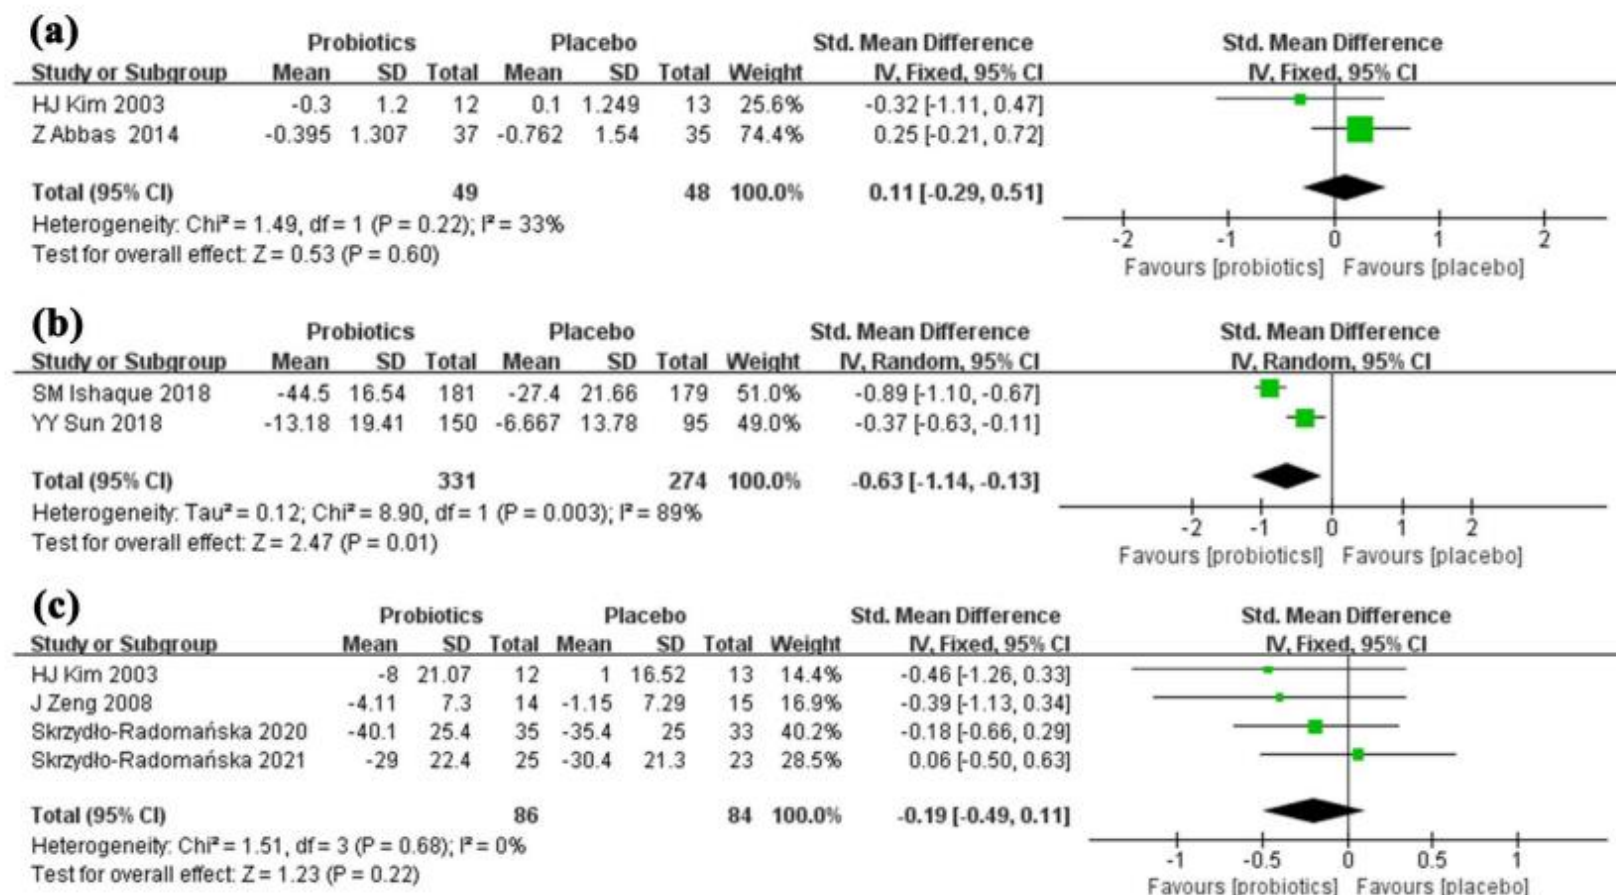 (a)
Probiotics Placebo Std. Mean Difference Std. Mean Difference
Study or Subgroup Mean SD Total Mean SD Total Weight IV, Fixed, 95% CI IV, Fixed, 95% CI
HJ Kim 2003 -0.3 1.2 12 0.1 1.249 13 25.6% -0.32 [-1.11, 0.47]
Z Abbas 2014 -0.395 1.307 37 -0.762 1.54 35 74.4% 0.25 [-0.21, 0.72]
Total (95% CI) 49 48 100.0% 0.11 [-0.29, 0.51]
Heterogeneity: Chi² = 1.49, df = 1 (P = 0.22); I² = 33%
Test for overall effect: Z = 0.53 (P = 0.60)
-2 -1 0 1 2
Favours [probiotics] Favours [placebo]
(b)
Probiotics Placebo Std. Mean Difference Std. Mean Difference
Study or Subgroup Mean SD Total Mean SD Total Weight IV, Random, 95% CI IV, Random, 95% CI
SM Ishaque 2018 -44.5 16.54 181 -27.4 21.66 179 51.0% -0.89 [-1.10, -0.67]
YY Sun 2018 -13.18 19.41 150 -6.667 13.78 95 49.0% -0.37 [-0.63, -0.11]
Total (95% CI) 331 274 100.0% -0.63 [-1.14, -0.13]
Heterogeneity: Tau² = 0.12; Chi² = 8.90, df = 1 (P = 0.003); I² = 89%
Test for overall effect: Z = 2.47 (P = 0.01)
-2 -1 0 1 2
Favours [probioticsl] Favours [placebo]
(c)
Probiotics Placebo Std. Mean Difference Std. Mean Difference
Study or Subgroup Mean SD Total Mean SD Total Weight IV, Fixed, 95% CI IV, Fixed, 95% CI
HJ Kim 2003 -8 21.07 12 1 16.52 13 14.4% -0.46 [-1.26, 0.33]
J Zeng 2008 -4.11 7.3 14 -1.15 7.29 15 16.9% -0.39 [-1.13, 0.34]
Skrzydło-Radomańska 2020 -40.1 25.4 35 -35.4 25 33 40.2% -0.18 [-0.66, 0.29]
Skrzydło-Radomańska 2021 -29 22.4 25 -30.4 21.3 23 28.5% 0.06 [-0.50, 0.63]
Total (95% CI) 86 84 100.0% -0.19 [-0.49, 0.11]
Heterogeneity: Chi² = 1.51, df = 3 (P = 0.68); I² = 0%
Test for overall effect: Z = 1.23 (P = 0.22)
-1 -0.5 0 0.5 1
Favours [probiotics] Favours [placebo]